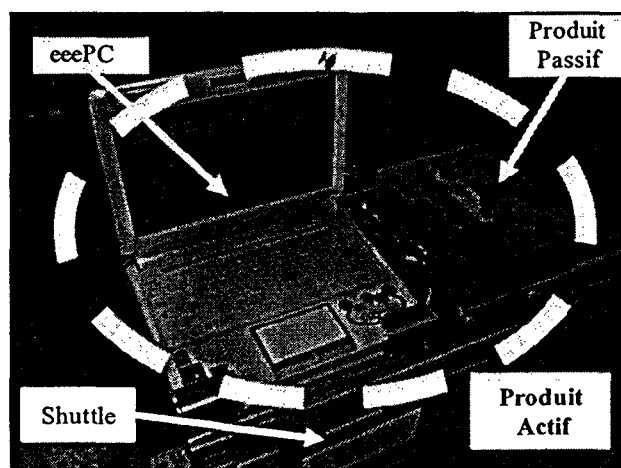 eeePC
Produit
Passif
Shuttle
Produit
Actif